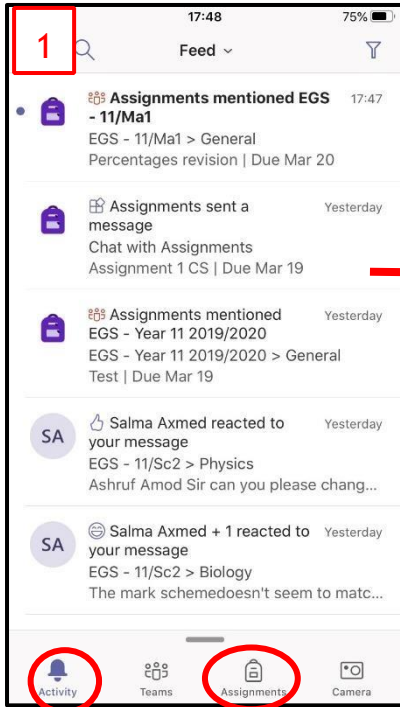 17:48 75%
1
Feed
Assignments mentioned EGS 17:47
- 11/Ma1
EGS - 11/Ma1 > General
Percentages revision | Due Mar 20
Assignments sent a Yesterday
message
Chat with Assignments
Assignment 1 CS | Due Mar 19
Assignments mentioned Yesterday
EGS - Year 11 2019/2020
EGS - Year 11 2019/2020 > General
Test | Due Mar 19
SA
Salma Axmed reacted to Yesterday
your message
EGS - 11/Sc2 > Physics
Ashruf Amod Sir can you please chang...
SA
Salma Axmed + 1 reacted to Yesterday
your message
EGS - 11/Sc2 > Biology
The mark schemedoesn't seem to matc...
Activity Teams Assignments Camera